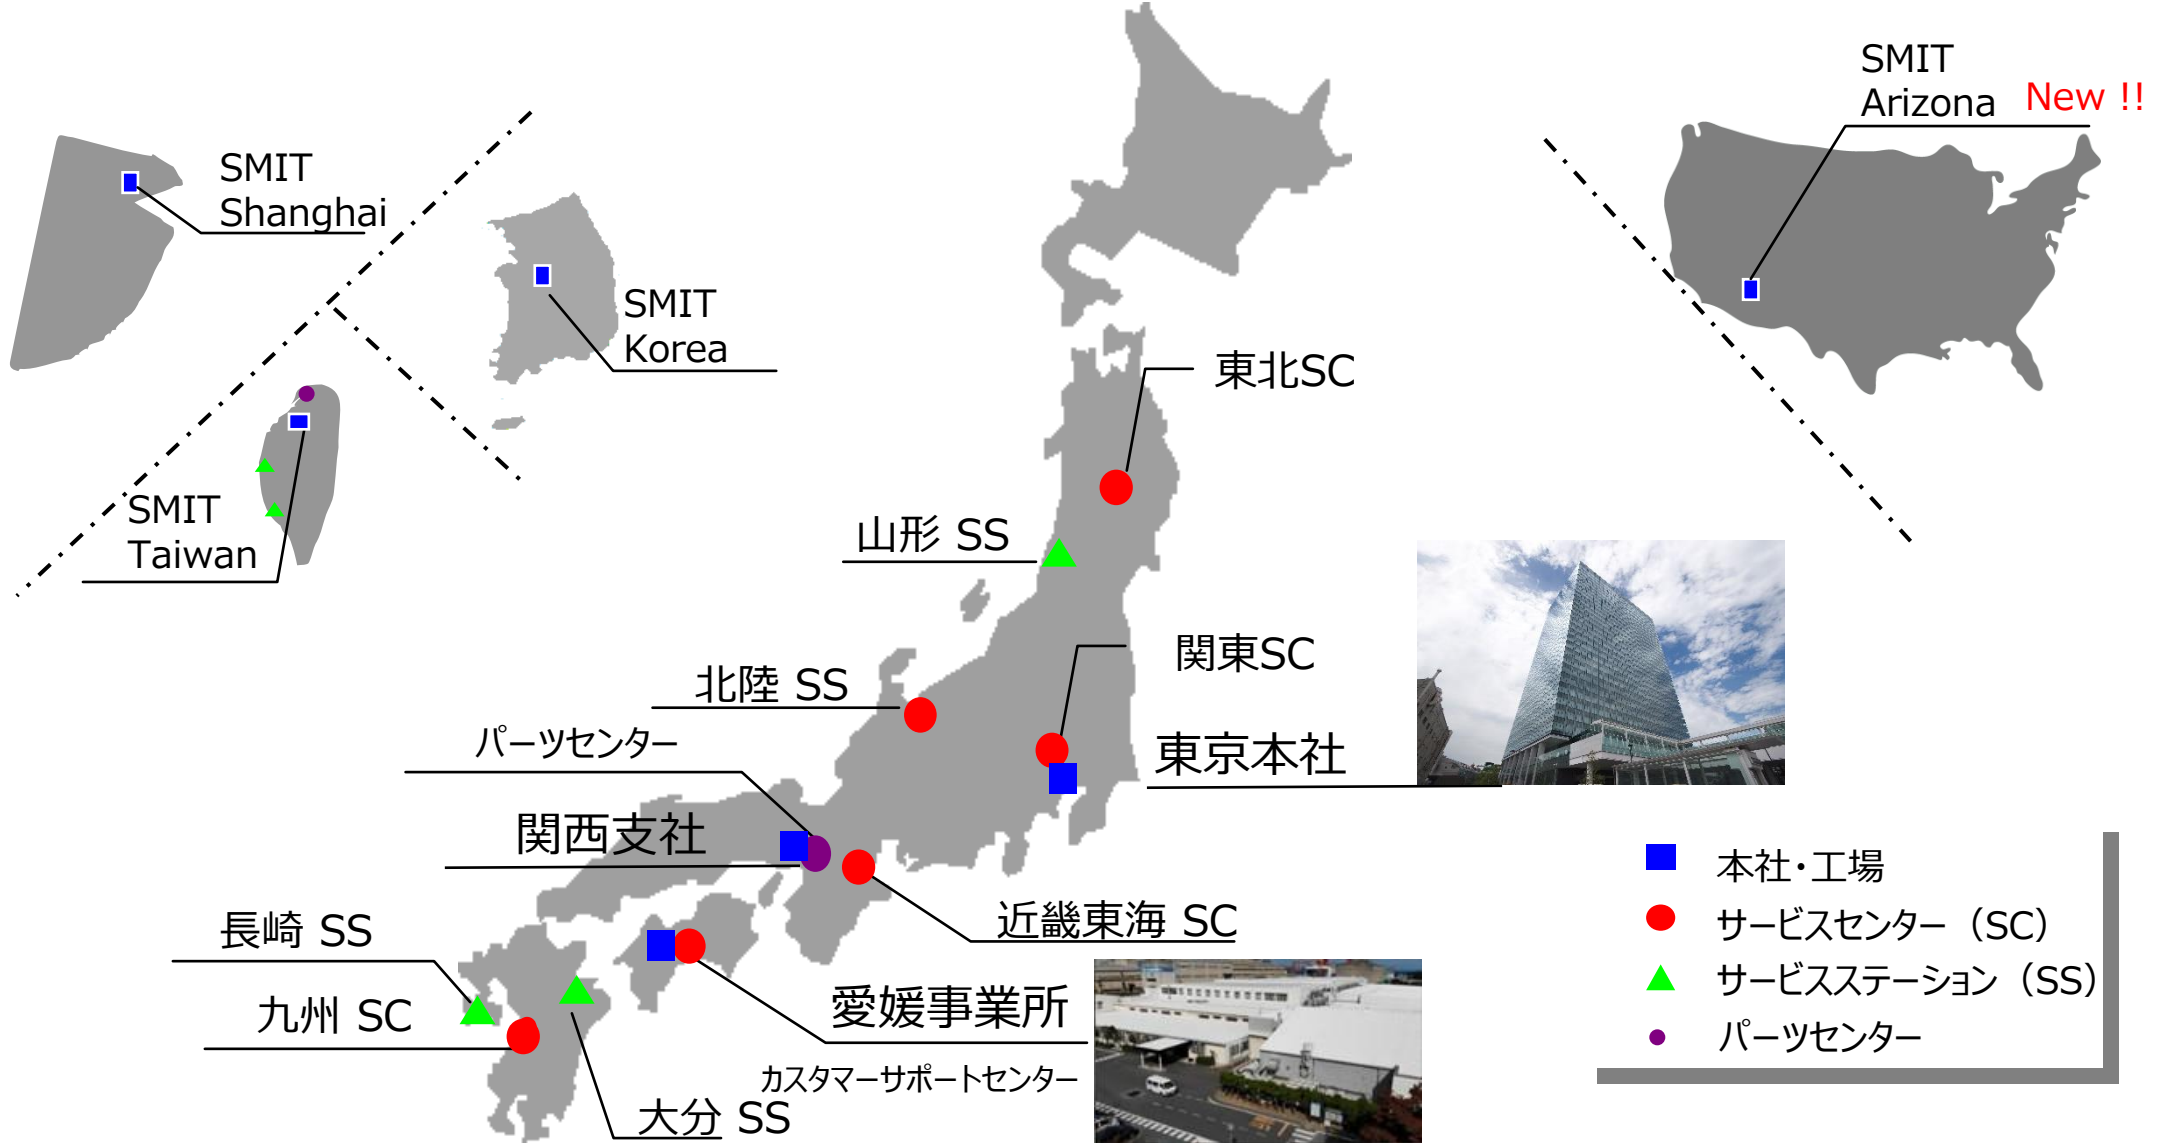 SMIT
Arizona
New !!
SMIT
Shanghai
SMIT
Korea
東北SC
SMIT
Taiwan
山形 SS
関東SC
北陸 SS
パーツセンター
東京本社
関西支社
本社・工場
サービスセンター（SC）
サービスステーション（SS）
パーツセンター
長崎 SS
近畿東海 SC
九州 SC
愛媛事業所
カスタマーサポートセンター
大分 SS